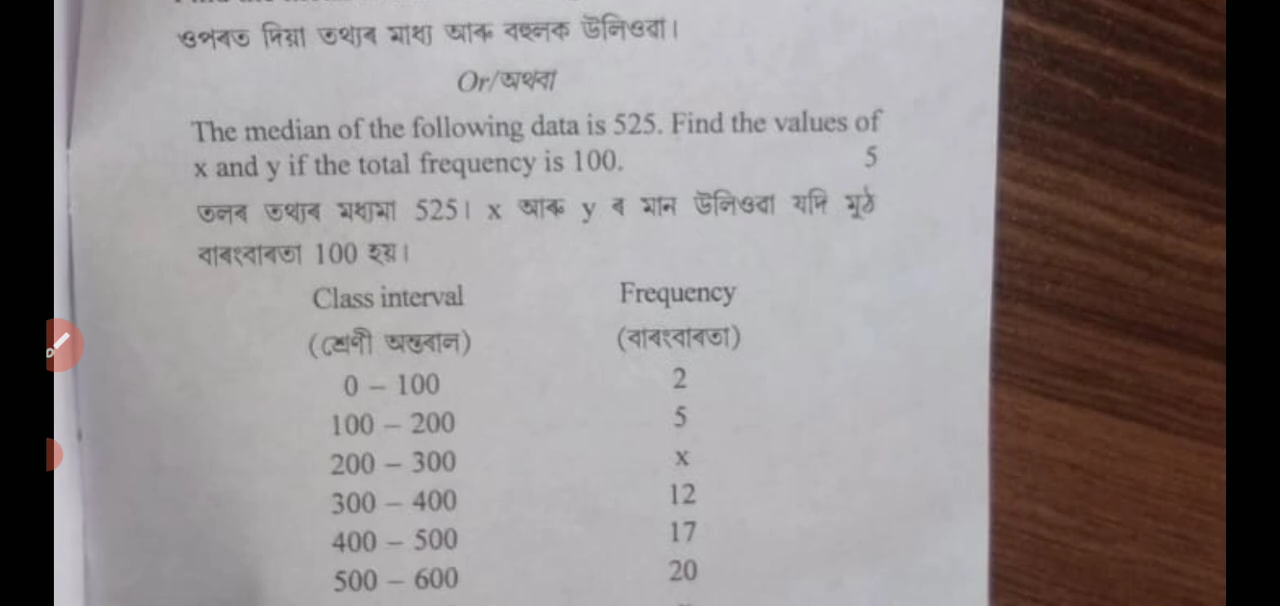 ওপৰত দিয়া তথ্যৰ মাধ্য আৰু বহুলক উলিওৱা।
Or/অথবা
The median of the following data is 525. Find the values of
x and y if the total frequency is 100. 5
তলৰ তথ্যৰ মধ্যমা 525। x আৰু y ৰ মান উলিওৱা যদি মুঠ
বাৰংবাৰতা 100 হয়।
Class interval Frequency
(শ্ৰেণী অন্তৰাল) (বাৰংবাৰতা)
0 – 100 2
100 – 200 5
200 – 300 x
300 – 400 12
400 – 500 17
500 – 600 20